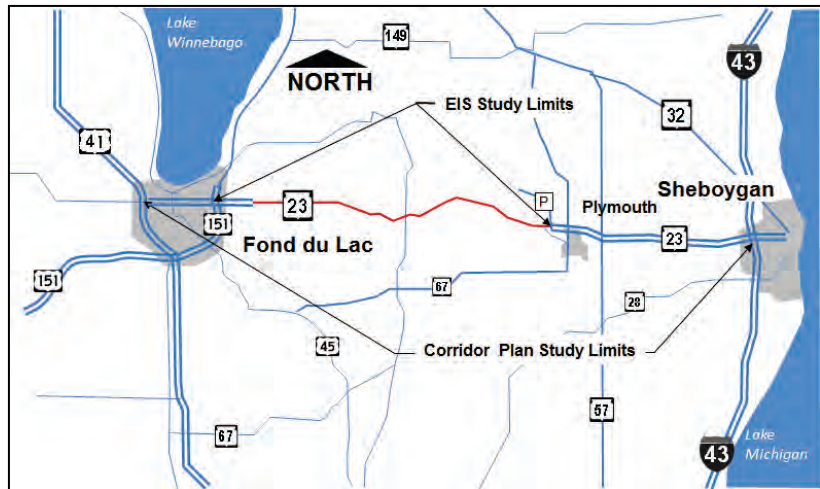 Lake
Winnebago
149
43
NORTH
EIS Study Limits
32
41
Sheboygan
P
23
Plymouth
151
Fond du Lac
23
151
67
28
45
Corridor Plan Study Limits
57
67
Lake
Michigan
43